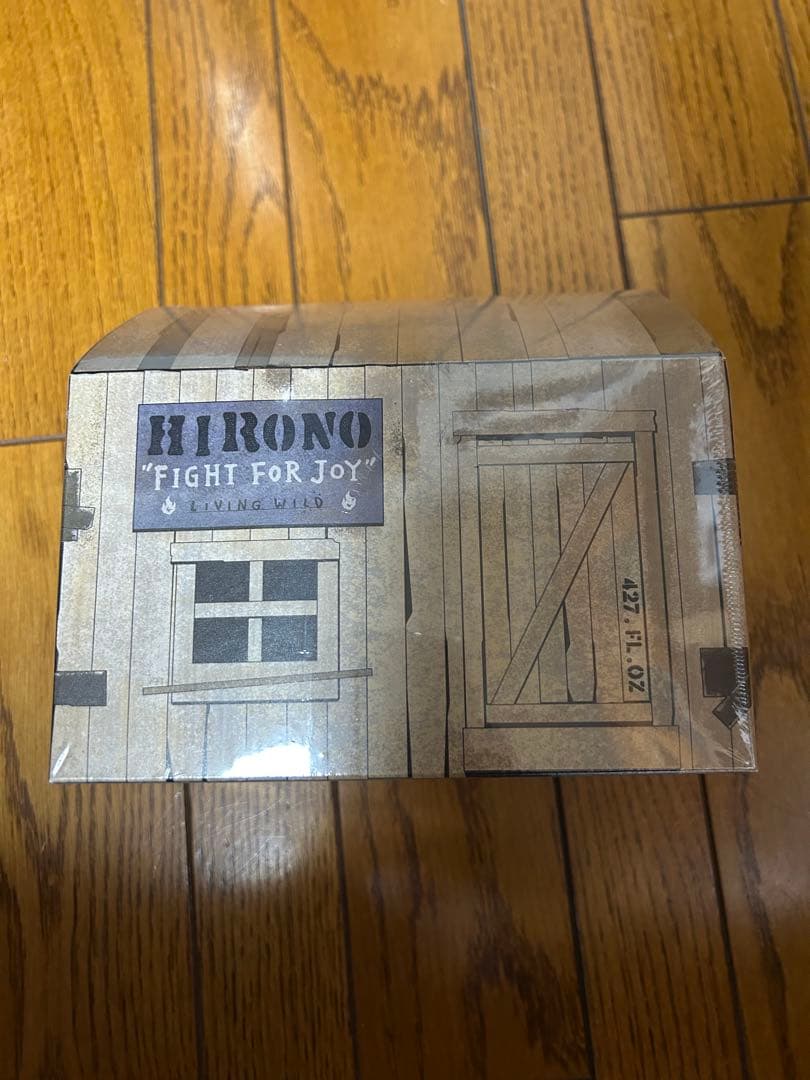 HIRONO
"FIGHT FOR JOY"
LIVING WILD
427. FL. OZ